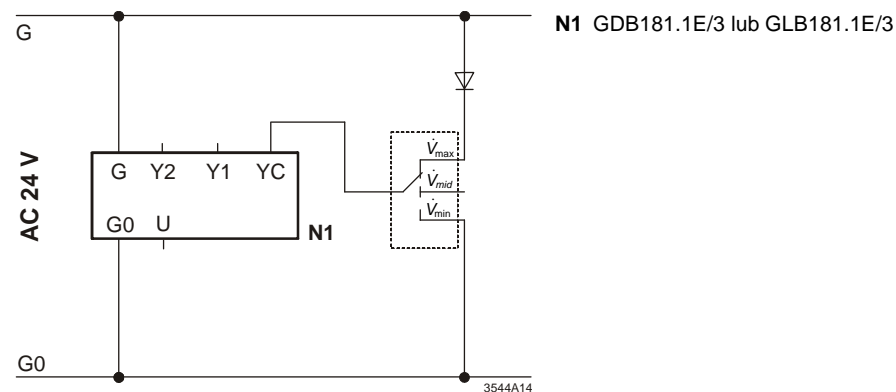 G
N1 GDB181.1E/3 lub GLB181.1E/3
AC 24 V
G Y2 Y1 YC
G0 U
N1
V̇max
V̇mid
V̇min
G0
3544A14